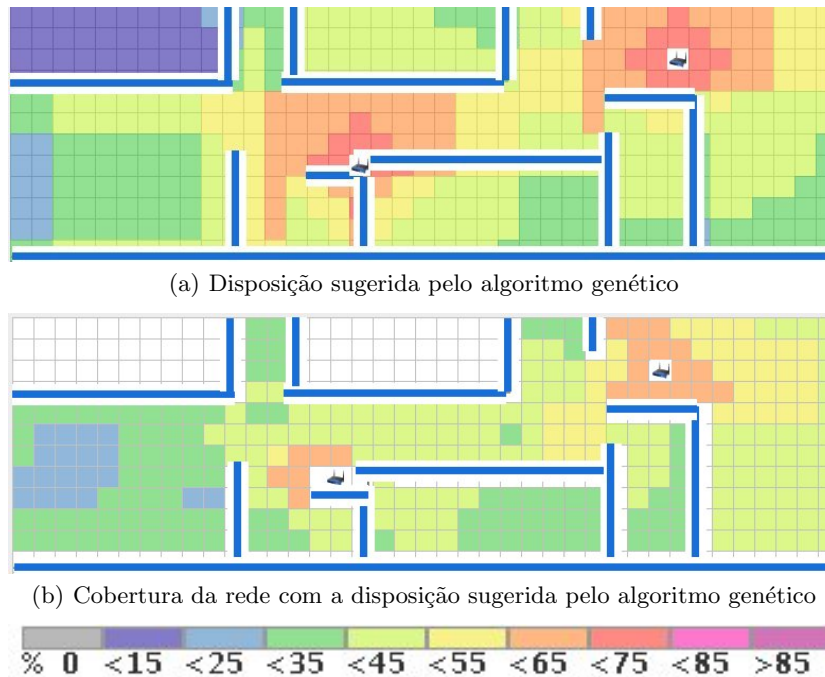 (a) Disposição sugerida pelo algoritmo genético
(b) Cobertura da rede com a disposição sugerida pelo algoritmo genético
% 0 <15 <25 <35 <45 <55 <65 <75 <85 >85